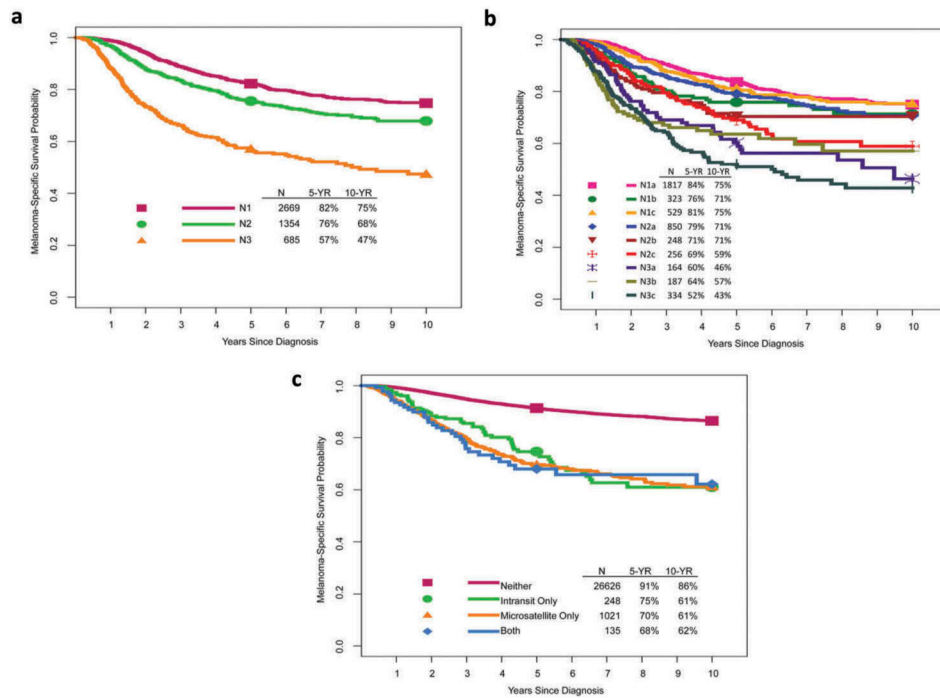 a
Melanoma-Specific Survival Probability
1.0
0.8
0.6
0.4
0.2
0.0
N 5-YR 10-YR
N1 2669 82% 75%
N2 1354 76% 68%
N3 685 57% 47%
1 2 3 4 5 6 7 8 9 10
Years Since Diagnosis
b
Melanoma-Specific Survival Probability
1.0
0.8
0.6
0.4
0.2
0.0
N 5-YR 10-YR
N1a 1817 84% 75%
N1b 323 76% 71%
N1c 529 81% 75%
N2a 850 79% 71%
N2b 248 71% 71%
N2c 256 69% 59%
N3a 164 60% 46%
N3b 187 64% 57%
N3c 334 52% 43%
1 2 3 4 5 6 7 8 9 10
Years Since Diagnosis
c
Melanoma-Specific Survival Probability
1.0
0.8
0.6
0.4
0.2
0.0
N 5-YR 10-YR
Neither 26626 91% 86%
Intransit Only 248 75% 61%
Microsatellite Only 1021 70% 61%
Both 135 68% 62%
1 2 3 4 5 6 7 8 9 10
Years Since Diagnosis